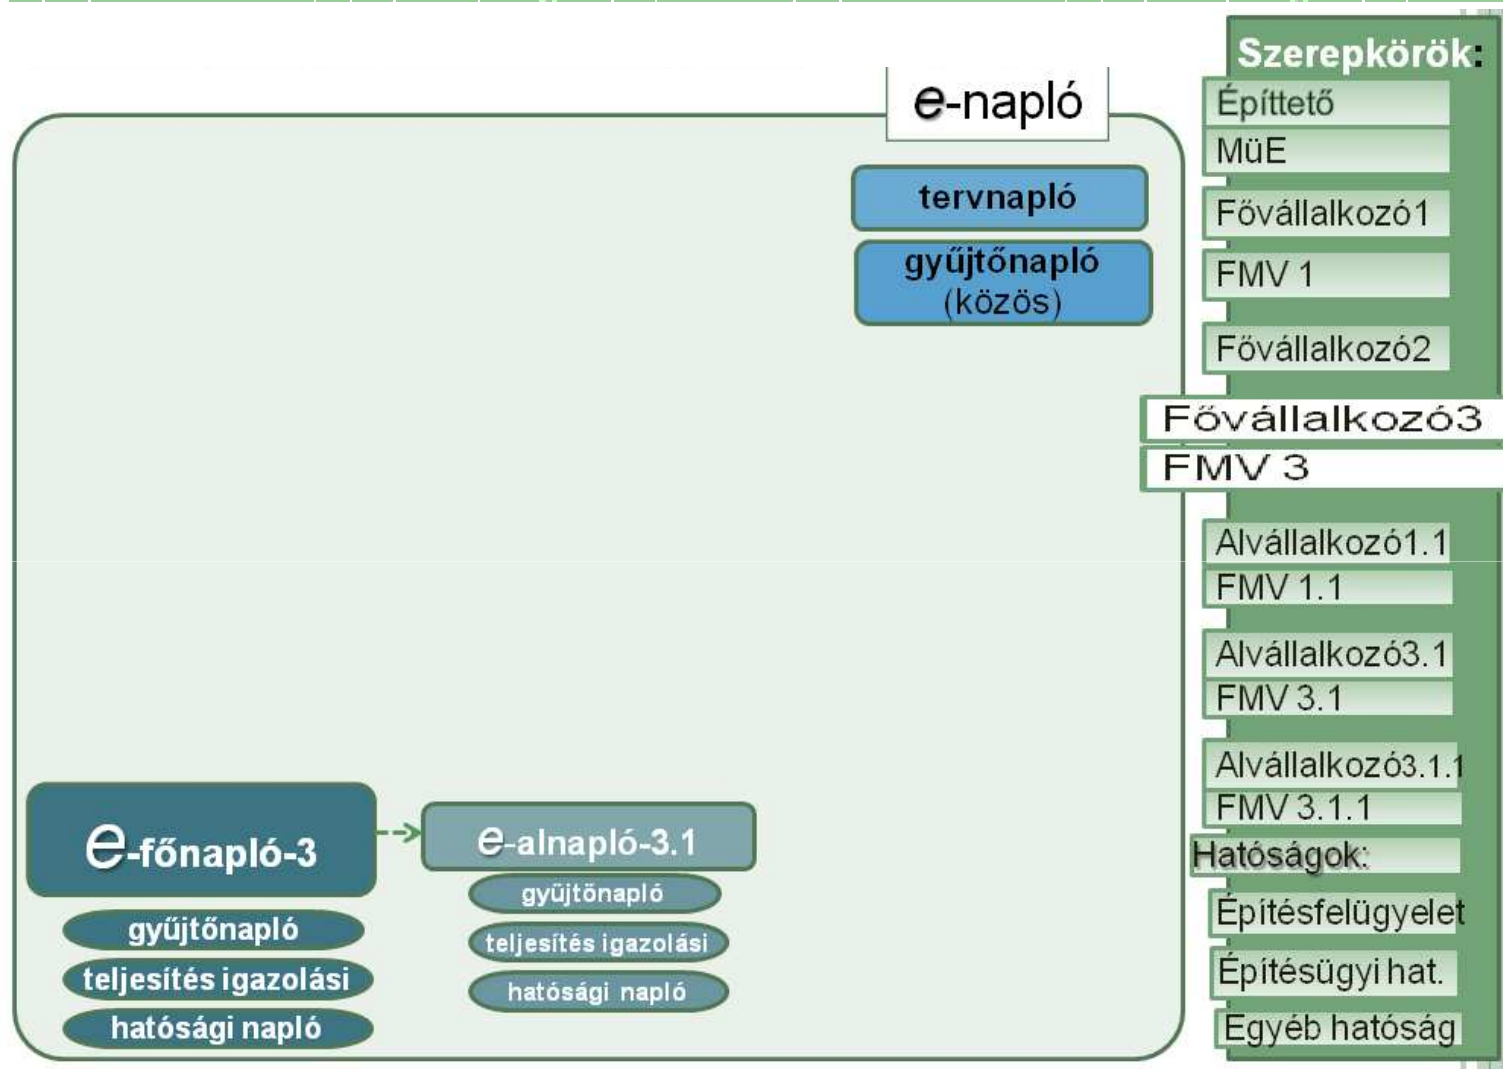 e-napló
tervnapló
gyűjtőnapló
(közös)
e-főnapló-3
gyűjtőnapló
teljesítés igazolási
hatósági napló
e-alnapló-3.1
gyűjtőnapló
teljesítés igazolási
hatósági napló
Szerepkörök:
Építtető
MüE
Fővállalkozó1
FMV 1
Fővállalkozó2
Fővállalkozó3
FMV 3
Alvállalkozó1.1
FMV 1.1
Alvállalkozó3.1
FMV 3.1
Alvállalkozó3.1.1
FMV 3.1.1
Hatóságok:
Építésfelügyelet
Építésügyi hat.
Egyéb hatóság